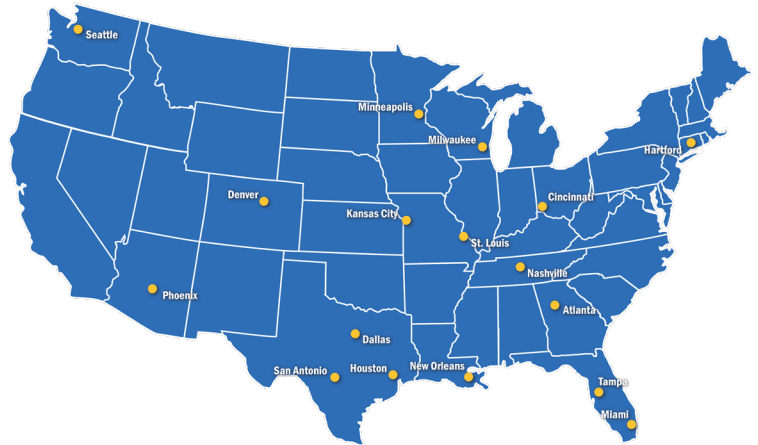 Seattle
Minneapolis
Milwaukee
Hartford
Denver
Cincinnati
Kansas City
St. Louis
Nashville
Phoenix
Atlanta
Dallas
San Antonio
Houston
New Orleans
Tampa
Miami